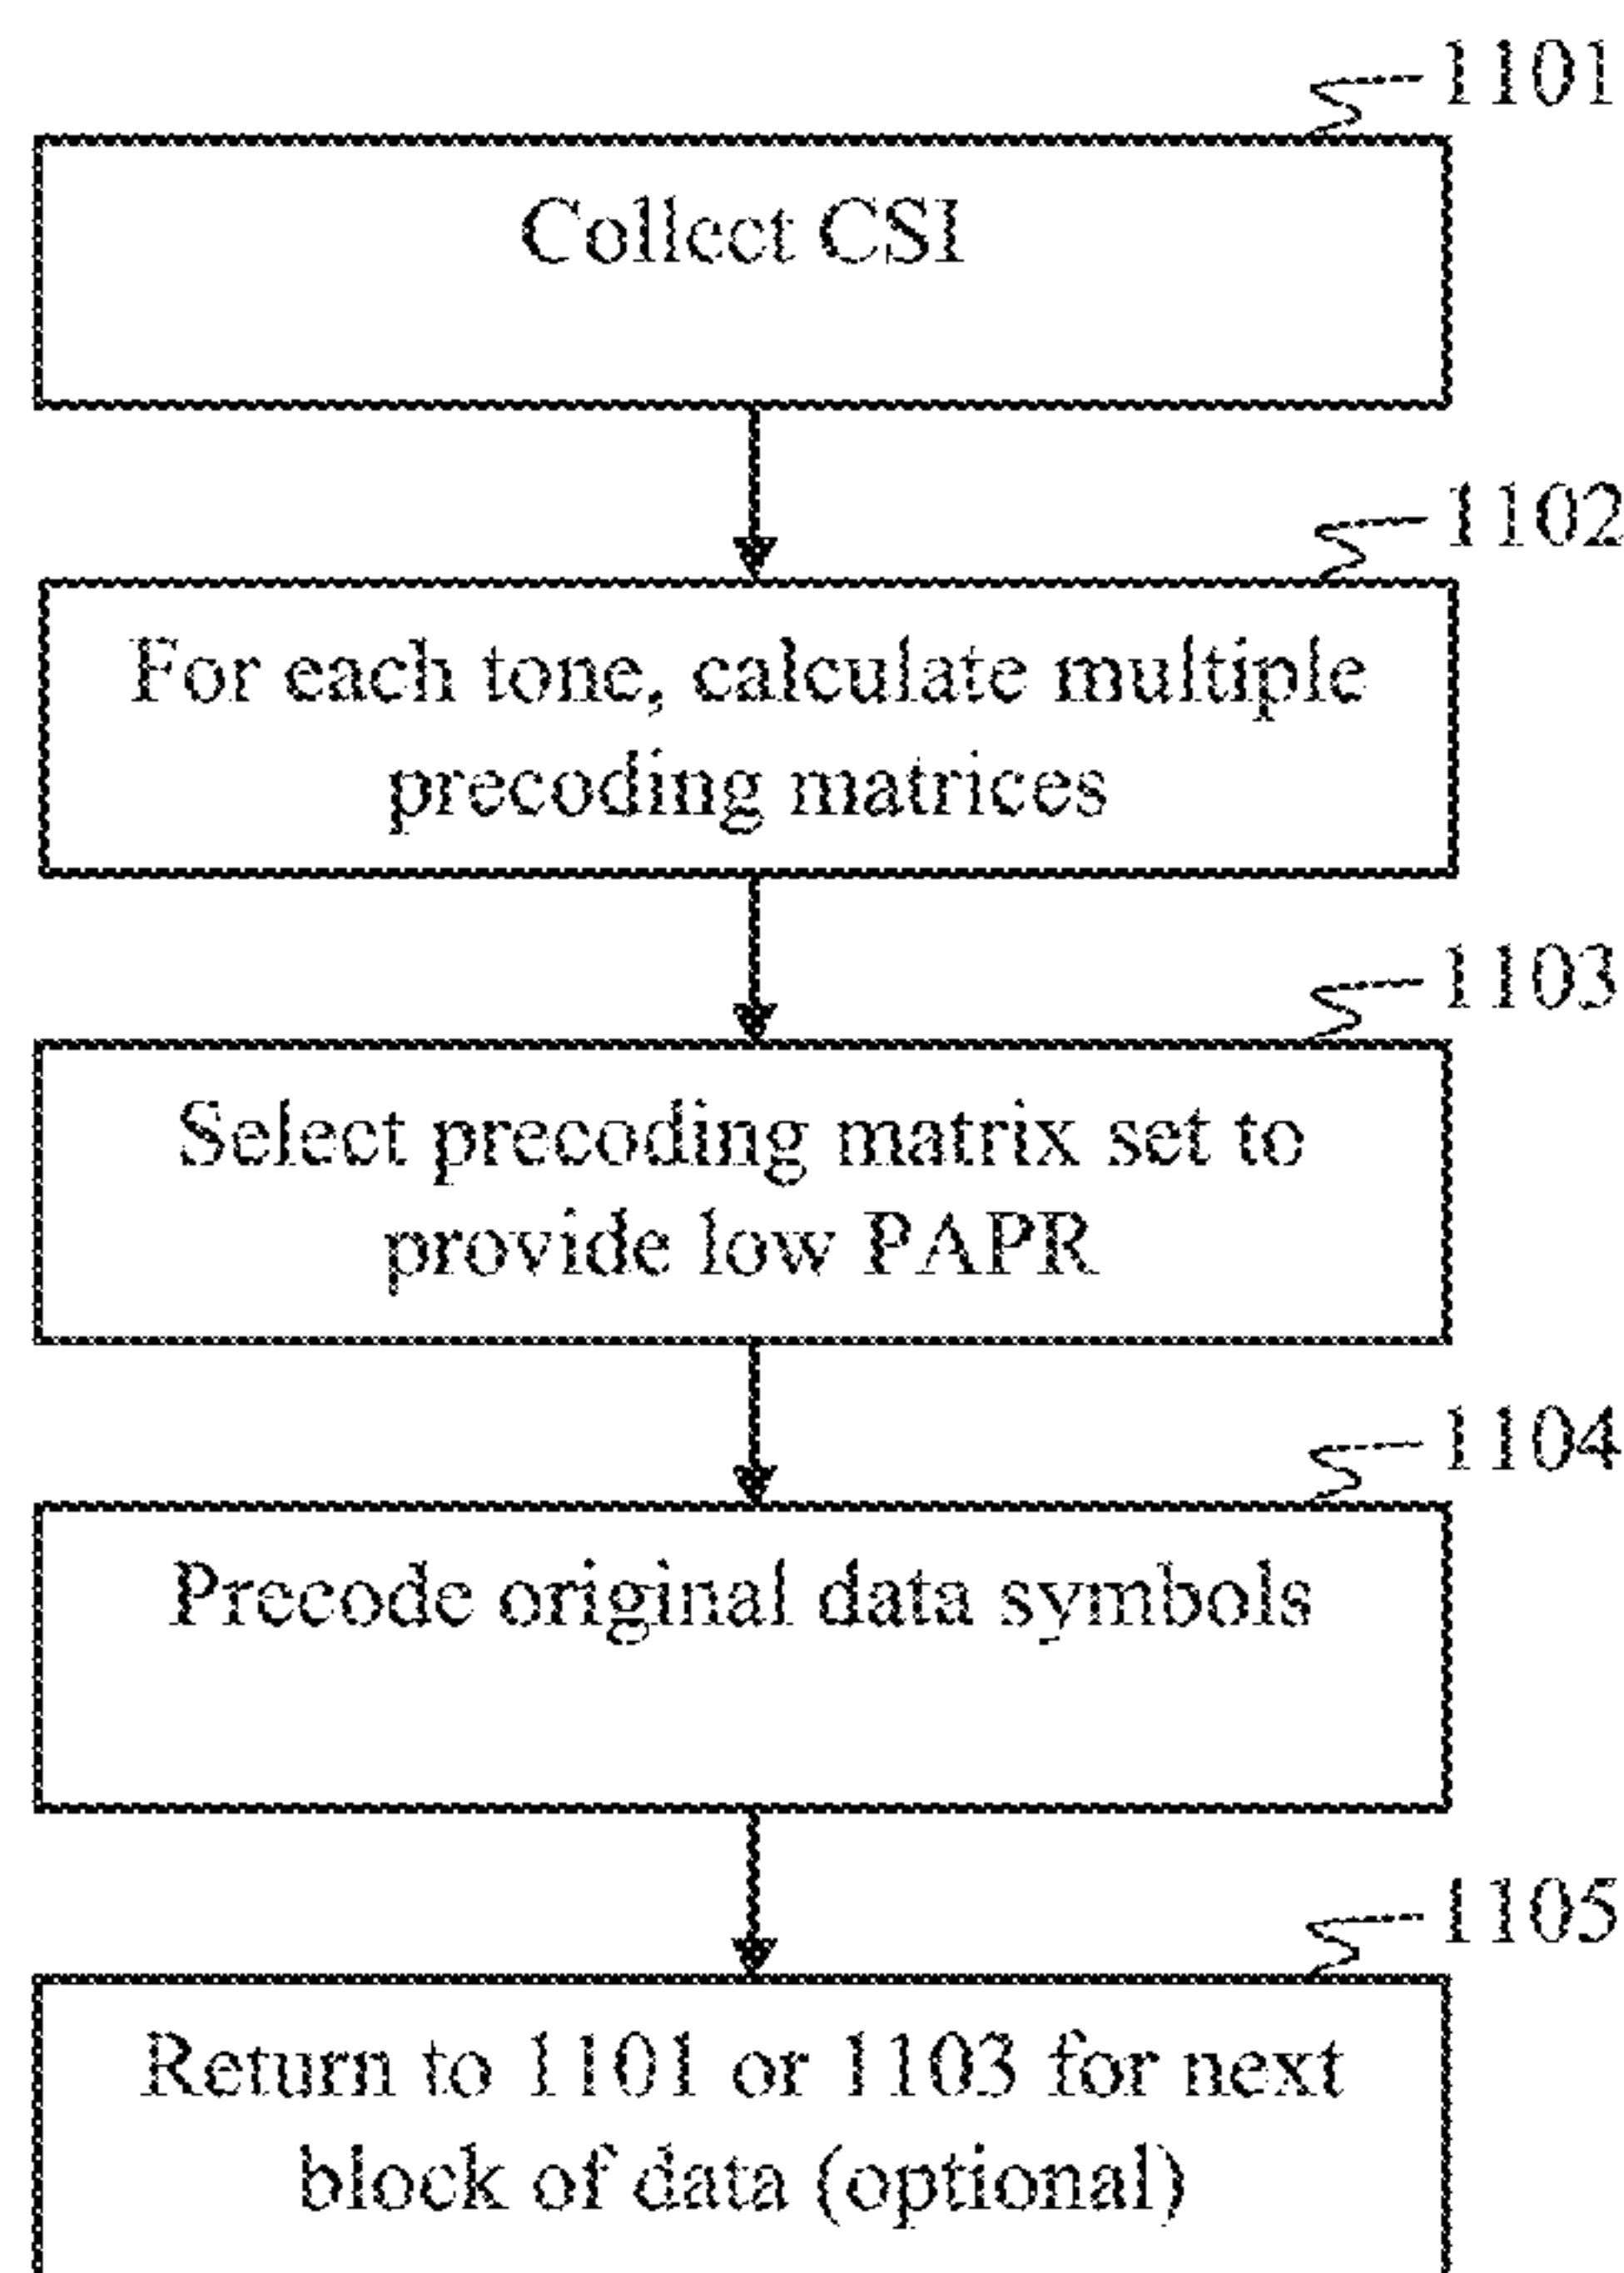 1101
Collect CSI
1102
For each tone, calculate multiple
precoding matrices
1103
Select precoding matrix set to
provide low PAPR
1104
Precode original data symbols
1105
Return to 1101 or 1103 for next
block of data (optional)